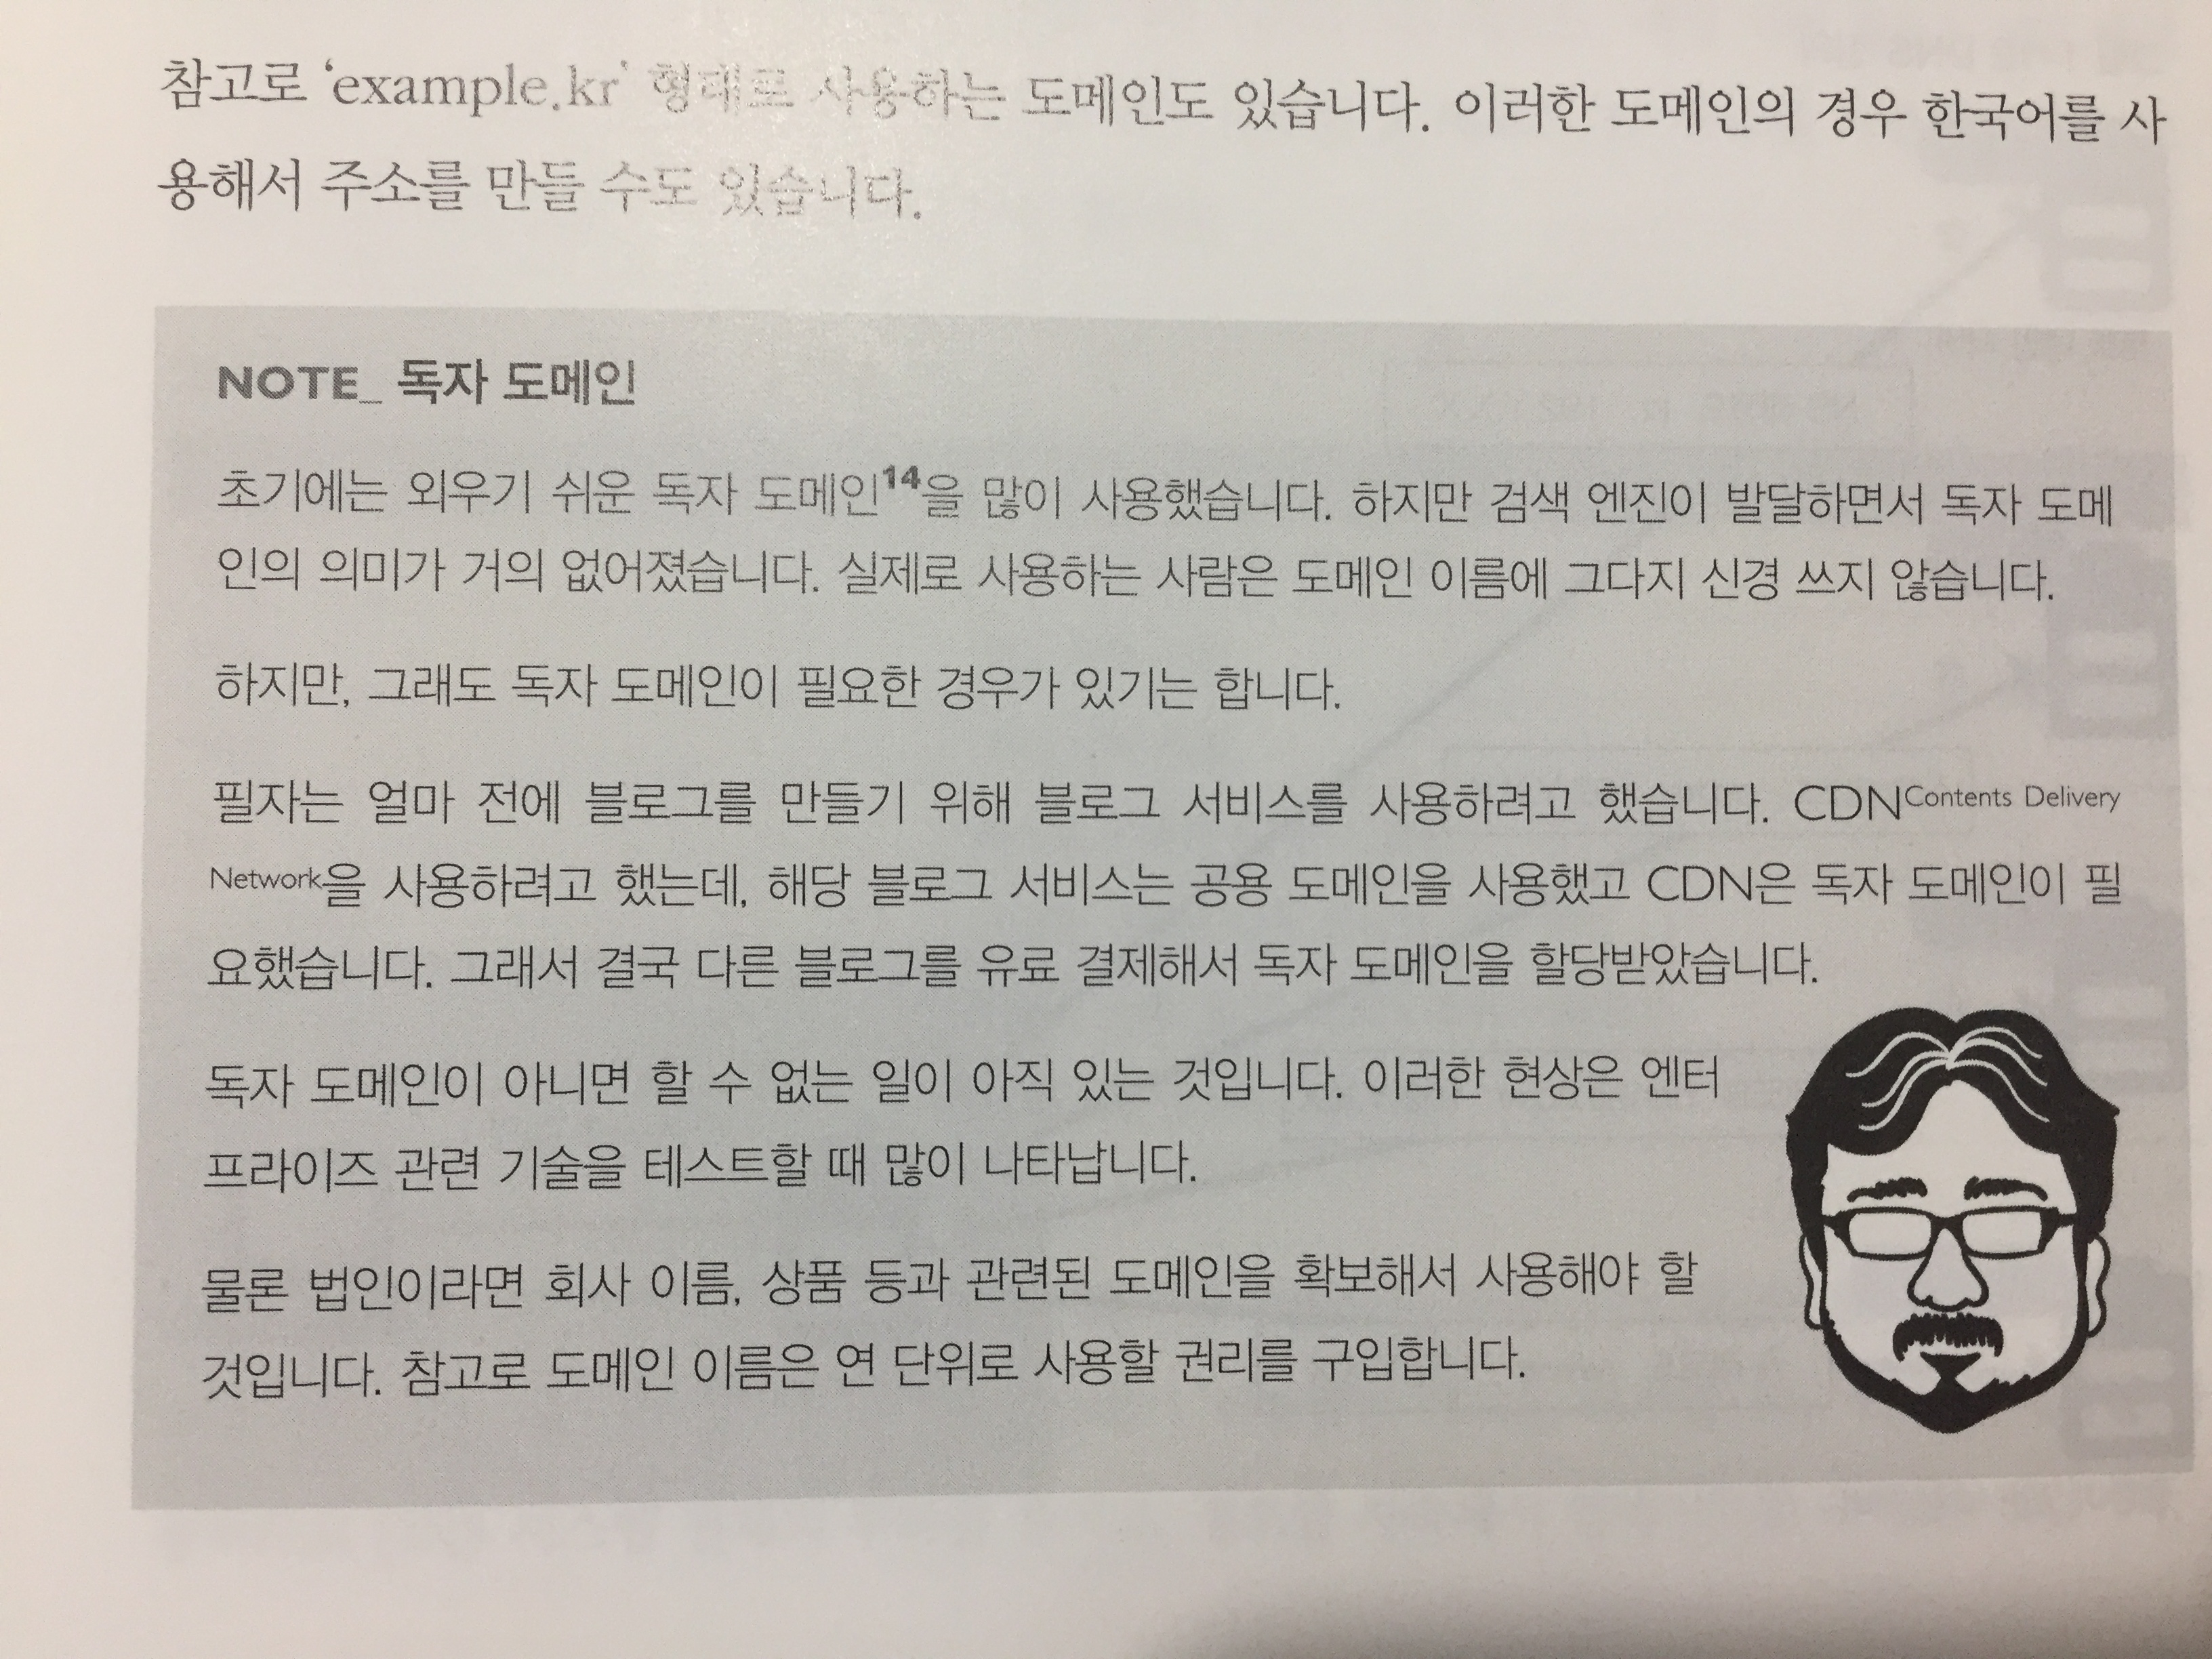 참고로 ‘example.kr’ 형태로 사용하는 도메인도 있습니다. 이러한 도메인의 경우 한국어를 사
용해서 주소를 만들 수도 있습니다.
NOTE_ 독자 도메인
초기에는 외우기 쉬운 독자 도메인14을 많이 사용했습니다. 하지만 검색 엔진이 발달하면서 독자 도메
인의 의미가 거의 없어졌습니다. 실제로 사용하는 사람은 도메인 이름에 그다지 신경 쓰지 않습니다.
하지만, 그래도 독자 도메인이 필요한 경우가 있기는 합니다.
필자는 얼마 전에 블로그를 만들기 위해 블로그 서비스를 사용하려고 했습니다. CDNContents Delivery
Network을 사용하려고 했는데, 해당 블로그 서비스는 공용 도메인을 사용했고 CDN은 독자 도메인이 필
요했습니다. 그래서 결국 다른 블로그를 유료 결제해서 독자 도메인을 할당받았습니다.
독자 도메인이 아니면 할 수 없는 일이 아직 있는 것입니다. 이러한 현상은 엔터
프라이즈 관련 기술을 테스트할 때 많이 나타납니다.
물론 법인이라면 회사 이름, 상품 등과 관련된 도메인을 확보해서 사용해야 할
것입니다. 참고로 도메인 이름은 연 단위로 사용할 권리를 구입합니다.